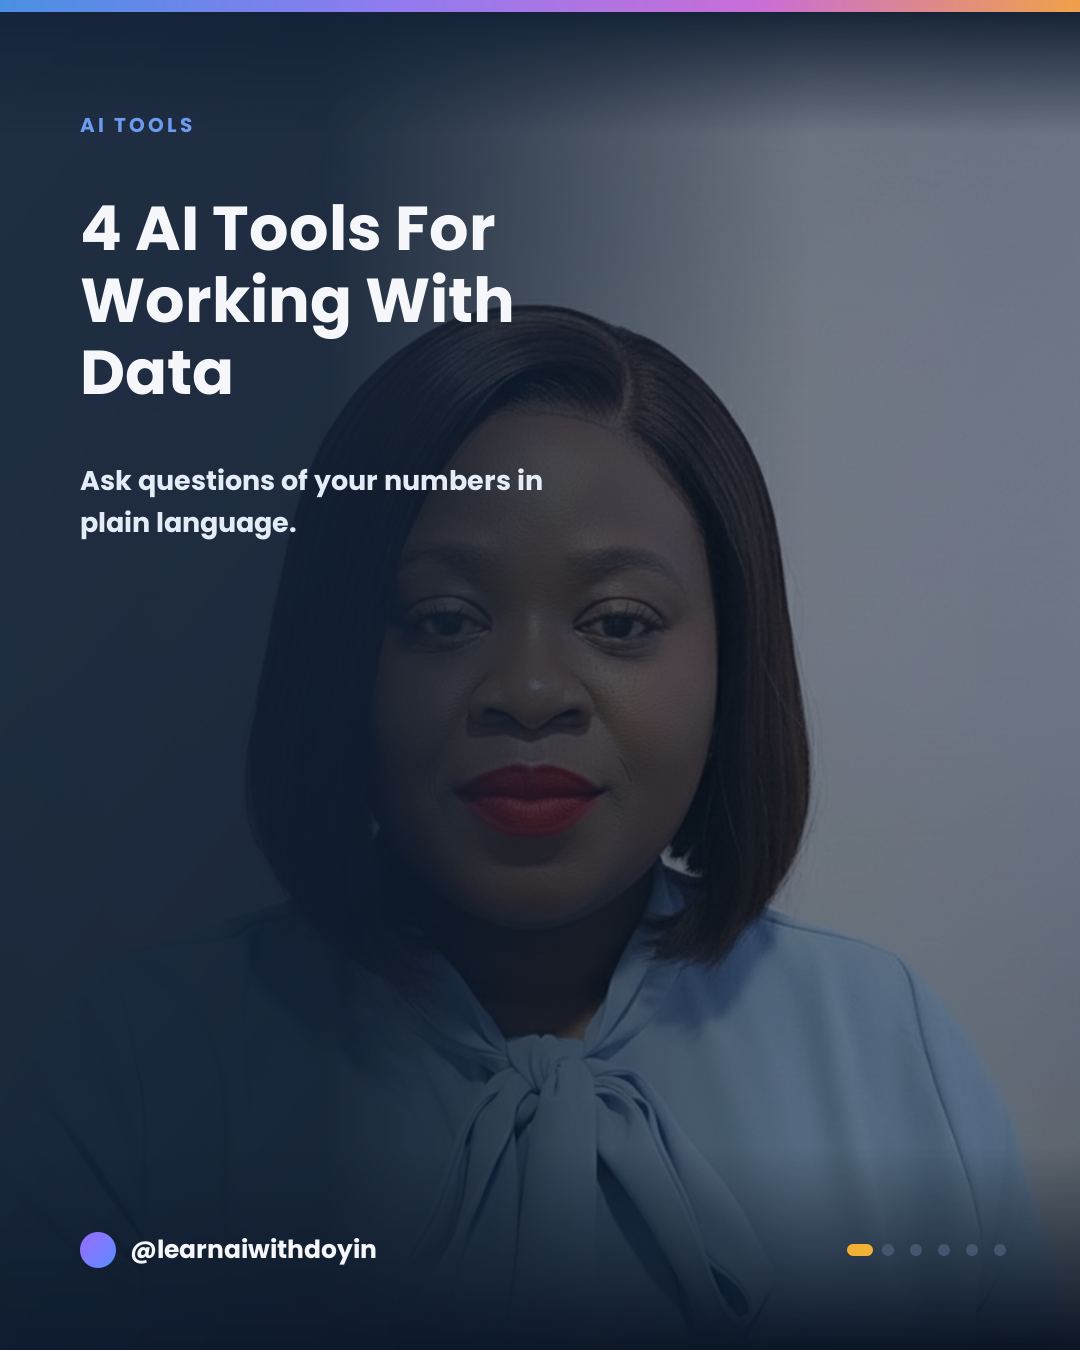 AI TOOLS
4 AI Tools For
Working With
Data
Ask questions of your numbers in
plain language.
@learnaiwithdoyin